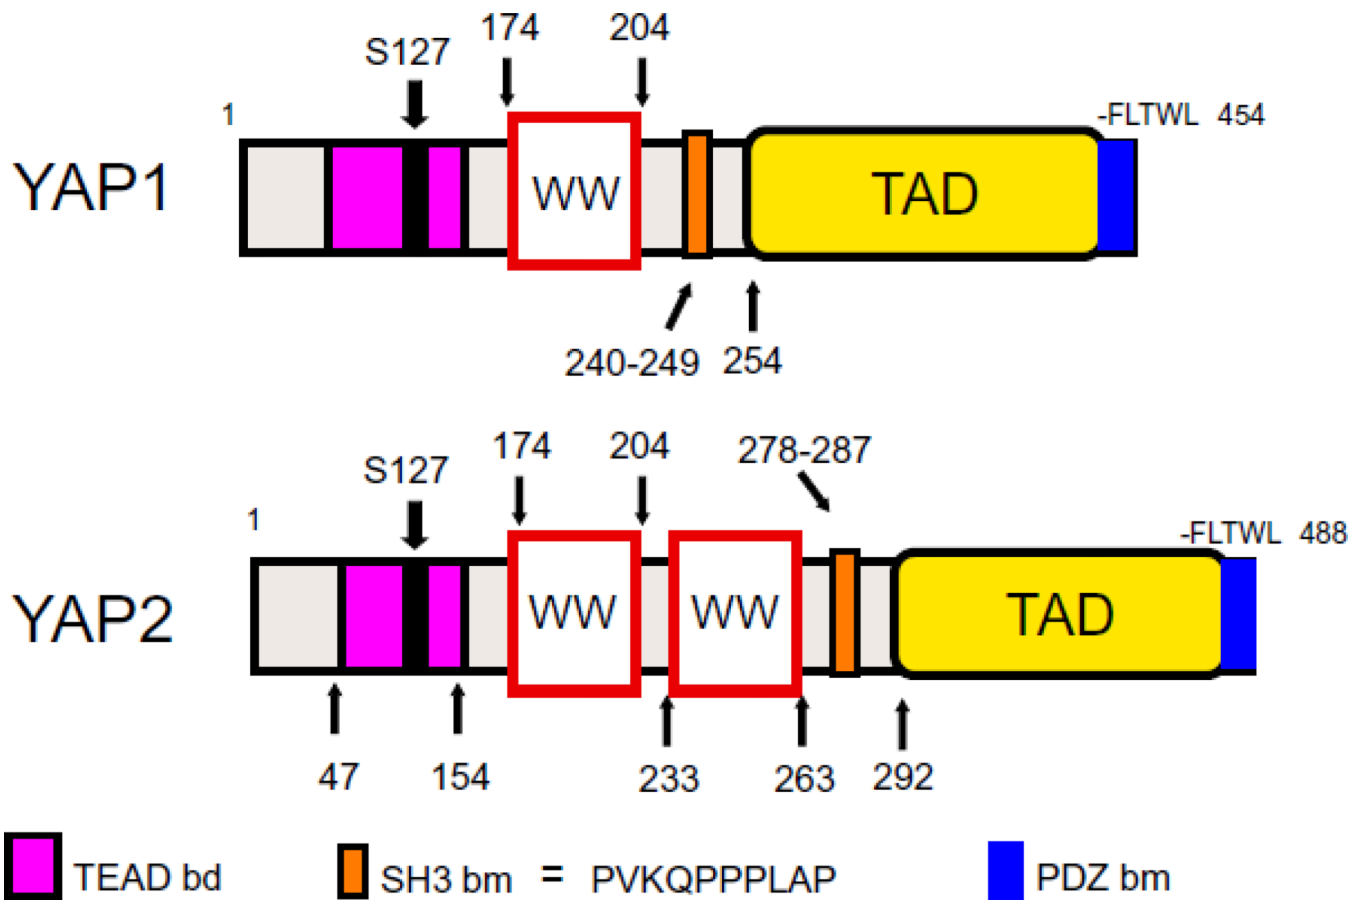 174 204
S127
1 -FLTWL 454
YAP1 WW TAD
240-249 254
174 204 278-287
S127
1 -FLTWL 488
YAP2 WW WW TAD
47 154 233 263 292
TEAD bd SH3 bm = PVKQPPPLAP PDZ bm